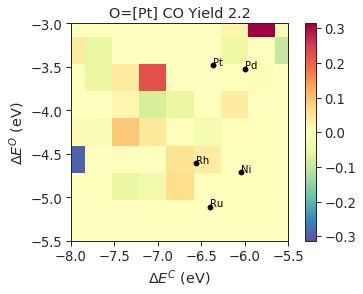 O=[Pt] CO Yield 2.2
−3.0
−3.5
−4.0
−4.5
−5.0
−5.5
ΔE^O (eV)
Pt
Pd
Rh
Ni
Ru
−8.0 −7.5 −7.0 −6.5 −6.0 −5.5
ΔE^C (eV)
0.3
0.2
0.1
0.0
−0.1
−0.2
−0.3